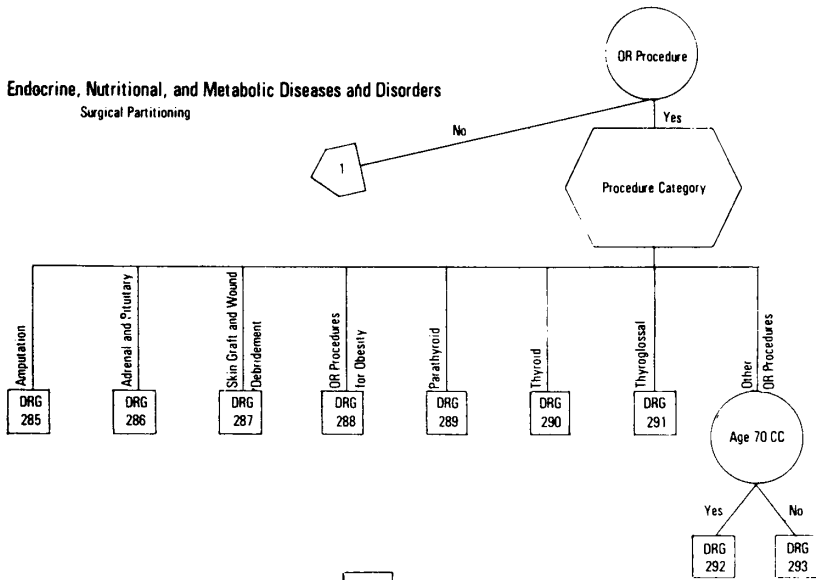 OR Procedure
Endocrine, Nutritional, and Metabolic Diseases and Disorders
Surgical Partitioning
No
Yes
1
Procedure Category
Amputation
Adrenal and Pituitary
Skin Graft and Wound
Debridement
OR Procedures
for Obesity
Parathyroid
Thyroid
Thyroglossal
Other
OR Procedures
DRG
285
DRG
286
DRG
287
DRG
288
DRG
289
DRG
290
DRG
291
Age 70 CC
Yes
No
DRG
292
DRG
293